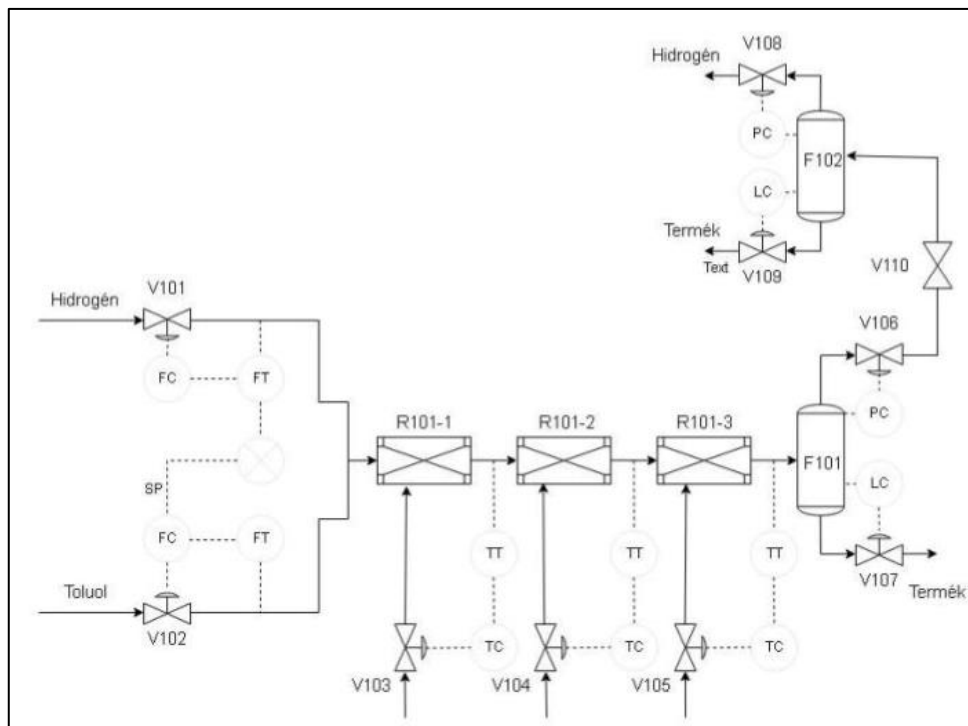 V108
Hidrogén
PC
F102
LC
Termék
Text
V109
V110
V101
Hidrogén
FC
FT
V106
PC
R101-1
R101-2
R101-3
F101
SP
LC
FC
FT
TT
TT
TT
Toluol
V107
Termék
V102
TC
TC
TC
V103
V104
V105